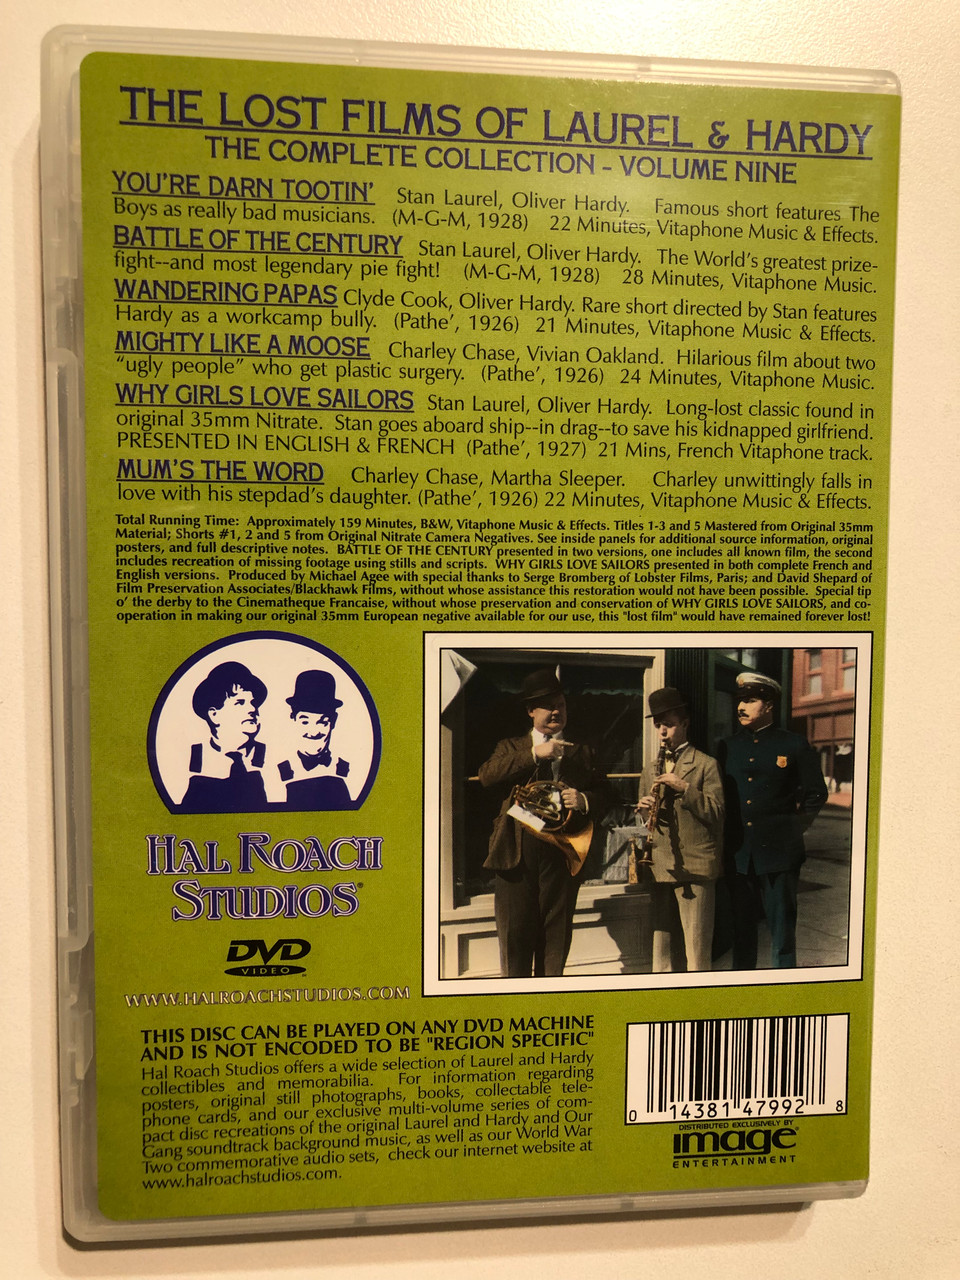 THE LOST FILMS OF LAUREL & HARDY
THE COMPLETE COLLECTION - VOLUME NINE
YOU'RE DARN TOOTIN' Stan Laurel, Oliver Hardy. Famous short features The
Boys as really bad musicians. (M-G-M, 1928) 22 Minutes, Vitaphone Music & Effects.
BATTLE OF THE CENTURY Stan Laurel, Oliver Hardy. The World's greatest prize-
fight--and most legendary pie fight! (M-G-M, 1928) 28 Minutes, Vitaphone Music.
WANDERING PAPAS Clyde Cook, Oliver Hardy. Rare short directed by Stan features
Hardy as a workcamp bully. (Pathe', 1926) 21 Minutes, Vitaphone Music & Effects.
MIGHTY LIKE A MOOSE Charley Chase, Vivian Oakland. Hilarious film about two
"ugly people" who get plastic surgery. (Pathe', 1926) 24 Minutes, Vitaphone Music.
WHY GIRLS LOVE SAILORS Stan Laurel, Oliver Hardy. Long-lost classic found in
original 35mm Nitrate. Stan goes aboard ship--in drag--to save his kidnapped girlfriend.
PRESENTED IN ENGLISH & FRENCH (Pathe', 1927) 21 Mins, French Vitaphone track.
MUM'S THE WORD Charley Chase, Martha Sleeper. Charley unwittingly falls in
love with his stepdad's daughter. (Pathe', 1926) 22 Minutes, Vitaphone Music & Effects.
Total Running Time: Approximately 159 Minutes, B&W, Vitaphone Music & Effects. Titles 1-3 and 5 Mastered from Original 35mm
Material; Shorts #1, 2 and 5 from Original Nitrate Camera Negatives. See inside panels for additional source information, original
posters, and full descriptive notes. BATTLE OF THE CENTURY presented in two versions, one includes all known film, the second
includes recreation of missing footage using stills and scripts. WHY GIRLS LOVE SAILORS presented in both complete French and
English versions. Produced by Michael Agee with special thanks to Serge Bromberg of Lobster Films, Paris; and David Shepard of
Film Preservation Associates/Blackhawk Films, without whose assistance this restoration would not have been possible. Special tip
o' the derby to the Cinematheque Francaise, without whose preservation and conservation of WHY GIRLS LOVE SAILORS, and co-
operation in making our original 35mm European negative available for our use, this "lost film" would have remained forever lost!
HAL ROACH
STUDIOS®
DVD
VIDEO™
WWW.HALROACHSTUDIOS.COM
THIS DISC CAN BE PLAYED ON ANY DVD MACHINE
AND IS NOT ENCODED TO BE "REGION SPECIFIC"
Hal Roach Studios offers a wide selection of Laurel and Hardy
collectibles and memorabilia. For information regarding
posters, original still photographs, books, collectable tele-
phone cards, and our exclusive multi-volume series of com-
pact disc recreations of the original Laurel and Hardy and Our
Gang soundtrack background music, as well as our World War
Two commemorative audio sets, check our internet website at
www.halroachstudios.com.
0 14381 47992 8
DISTRIBUTED EXCLUSIVELY BY
image®
ENTERTAINMENT